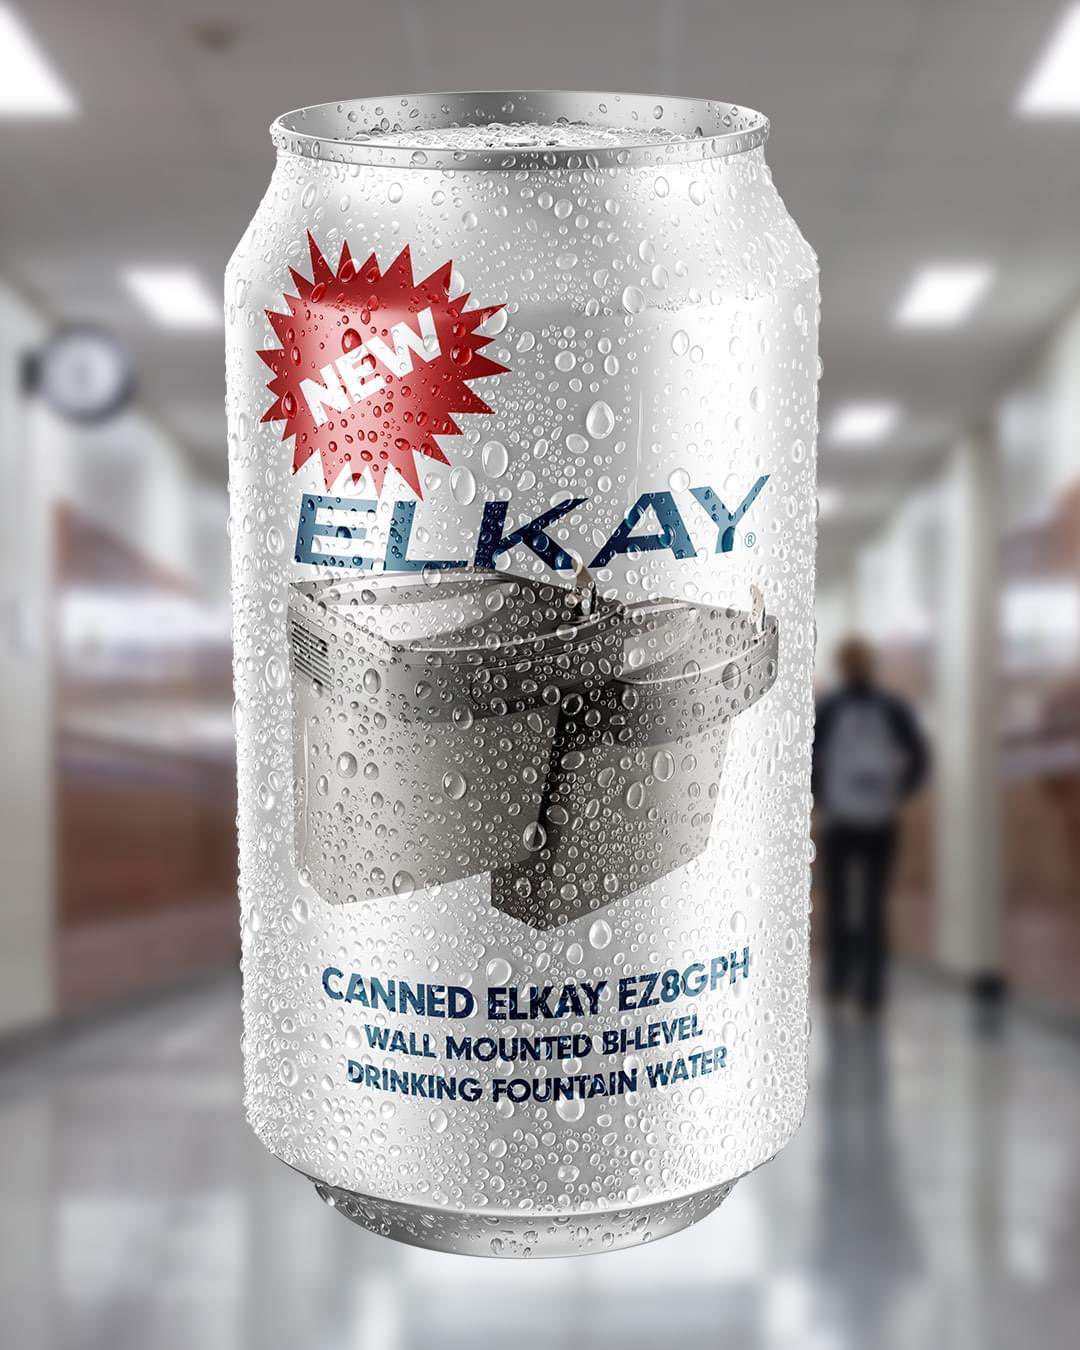 NEW
ELKAY®
CANNED ELKAY EZ8GPH
WALL MOUNTED BI-LEVEL
DRINKING FOUNTAIN WATER